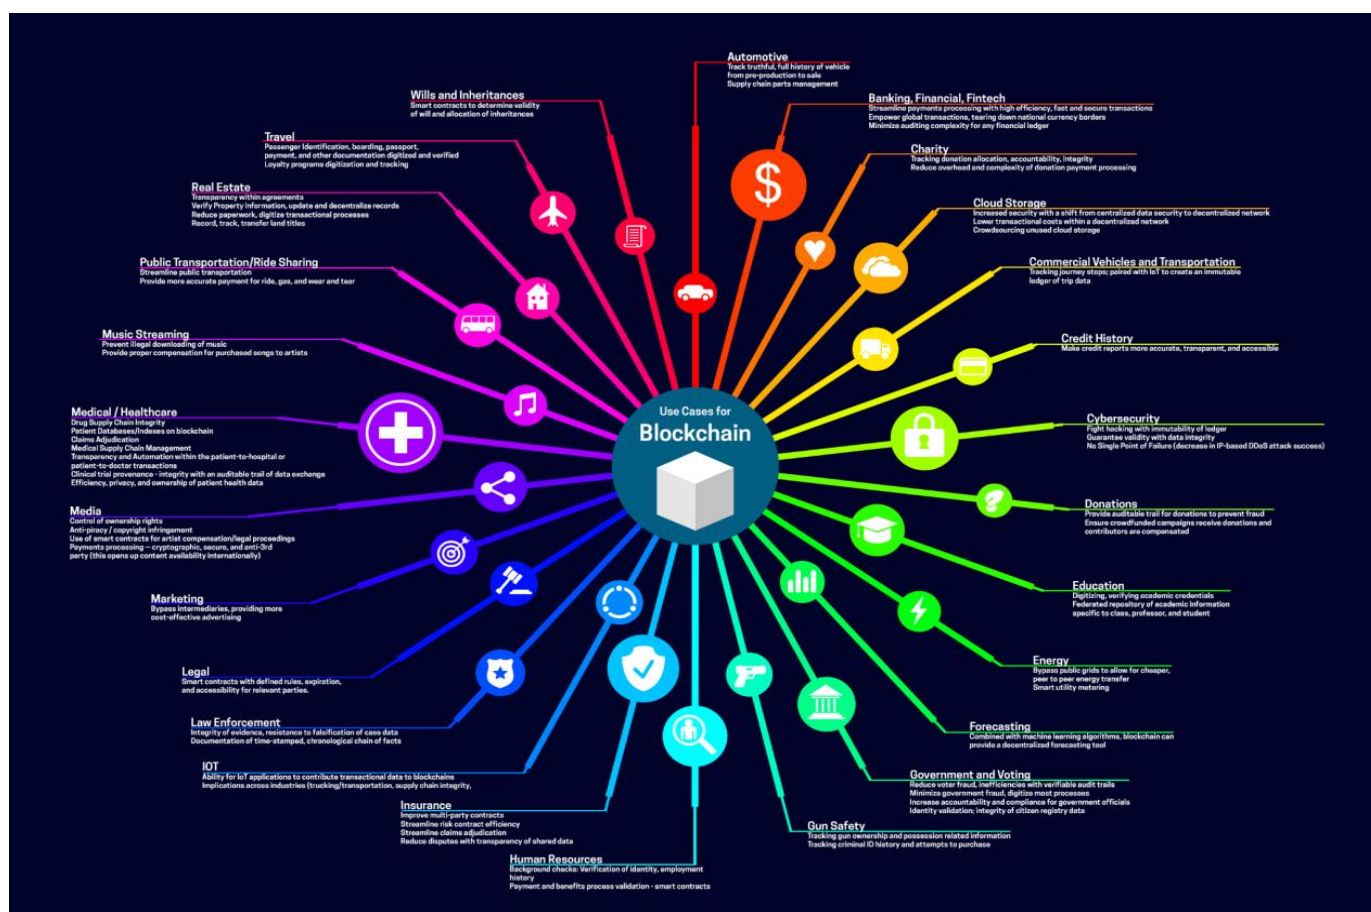 Use Cases for
Blockchain
Automotive
Track truthful, full history of vehicle
from pre-production to sale
Supply chain parts management
Banking, Financial, Fintech
Streamline payments processing with high efficiency, fast and secure transactions
Empower global transactions, tearing down national currency borders
Minimize auditing complexity for any financial ledger
Charity
Tracking donation allocation, accountability, integrity
Reduce overhead and complexity of donation payment processing
Cloud Storage
Increased security with a shift from centralized data security to decentralized network
Lower transactional costs within a decentralized network
Crowdsourcing unused cloud storage
Commercial Vehicles and Transportation
Tracking journey stops; paired with IoT to create an immutable
ledger of trip data
Credit History
Make credit reports more accurate, transparent, and accessible
Cybersecurity
Fight hacking with immutability of ledger
Guarantee validity with data integrity
No Single Point of Failure (decrease in IP-based DDoS attack success)
Donations
Provide auditable trail for donations to prevent fraud
Ensure crowdfunded campaigns receive donations and
contributors are compensated
Education
Digitizing, verifying academic credentials
Federated repository of academic information
specific to class, professor, and student
Energy
Bypass public grids to allow for cheaper,
peer to peer energy transfer
Smart utility metering
Forecasting
Combined with machine learning algorithms, blockchain can
provide a decentralized forecasting tool
Government and Voting
Reduce voter fraud, inefficiencies with verifiable audit trails
Minimize government fraud, digitize most processes
Increase accountability and compliance for government officials
Identity validation; integrity of citizen registry data
Gun Safety
Tracking gun ownership and possession related information
Tracking criminal ID history and attempts to purchase
Human Resources
Background checks: Verification of identity, employment
history
Payment and benefits process validation - smart contracts
Insurance
Improve multi-party contracts
Streamline risk contract efficiency
Streamline claims adjudication
Reduce disputes with transparency of shared data
IOT
Ability for IoT applications to contribute transactional data to blockchains
Implications across industries (trucking/transportation, supply chain integrity,
Law Enforcement
Integrity of evidence, resistance to falsification of case data
Documentation of time-stamped, chronological chain of facts
Legal
Smart contracts with defined rules, expiration,
and accessibility for relevant parties.
Marketing
Bypass intermediaries, providing more
cost-effective advertising
Media
Control of ownership rights
Anti-piracy / copyright infringement
Use of smart contracts for artist compensation/legal proceedings
Payments processing – cryptographic, secure, and anti-3rd
party (this opens up content availability internationally)
Medical / Healthcare
Drug Supply Chain Integrity
Patient Databases/Indexes on blockchain
Claims Adjudication
Medical Supply Chain Management
Transparency and Automation within the patient-to-hospital or
patient-to-doctor transactions
Clinical trial provenance - integrity with an auditable trail of data exchange
Efficiency, privacy, and ownership of patient health data
Music Streaming
Prevent illegal downloading of music
Provide proper compensation for purchased songs to artists
Public Transportation/Ride Sharing
Streamline public transportation
Provide more accurate payment for ride, gas, and wear and tear
Real Estate
Transparency within agreements
Verify Property information, update and decentralize records
Reduce paperwork, digitize transactional processes
Record, track, transfer land titles
Travel
Passenger Identification, boarding, passport,
payment, and other documentation digitized and verified
Loyalty programs digitization and tracking
Wills and Inheritances
Smart contracts to determine validity
of will and allocation of inheritances